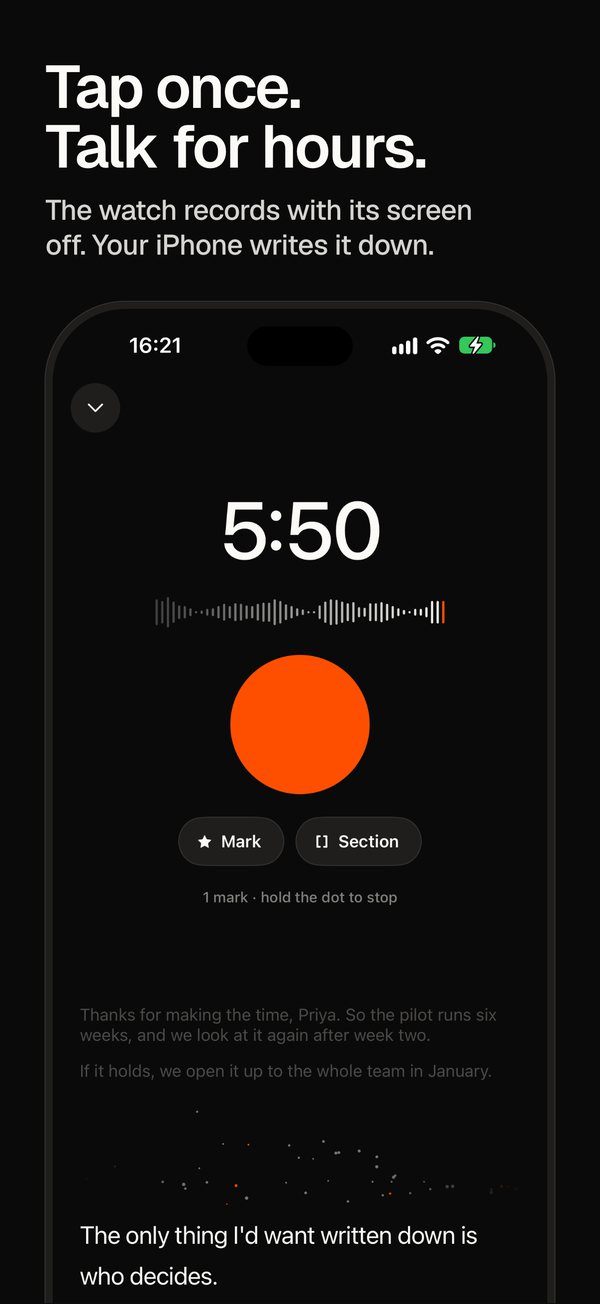 Tap once.
Talk for hours.
The watch records with its screen
off. Your iPhone writes it down.
16:21
5:50
Mark
Section
1 mark · hold the dot to stop
Thanks for making the time, Priya. So the pilot runs six
weeks, and we look at it again after week two.
If it holds, we open it up to the whole team in January.
The only thing I'd want written down is
who decides.